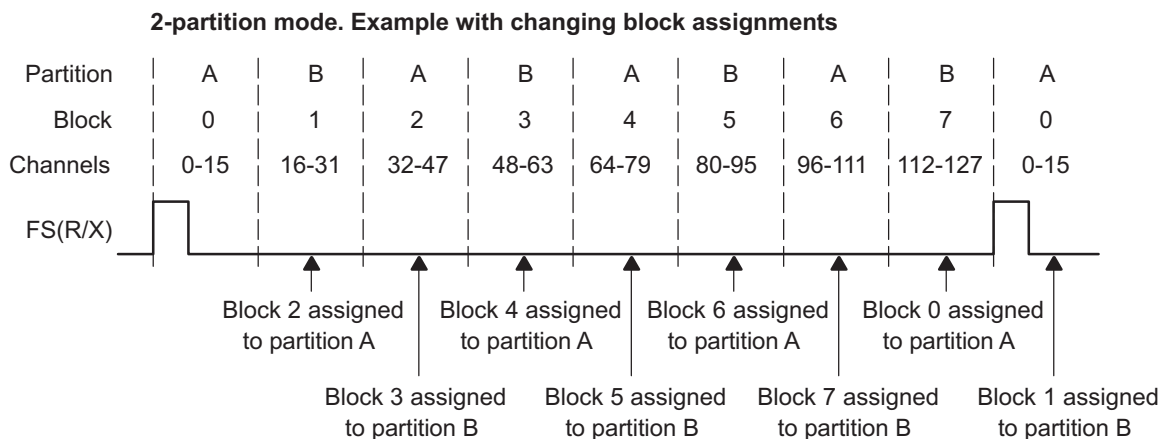 2-partition mode. Example with changing block assignments
Partition A B A B A B A B A
Block 0 1 2 3 4 5 6 7 0
Channels 0-15 16-31 32-47 48-63 64-79 80-95 96-111 112-127 0-15
FS(R/X)
Block 2 assigned to partition A
Block 4 assigned to partition A
Block 6 assigned to partition A
Block 0 assigned to partition A
Block 3 assigned to partition B
Block 5 assigned to partition B
Block 7 assigned to partition B
Block 1 assigned to partition B